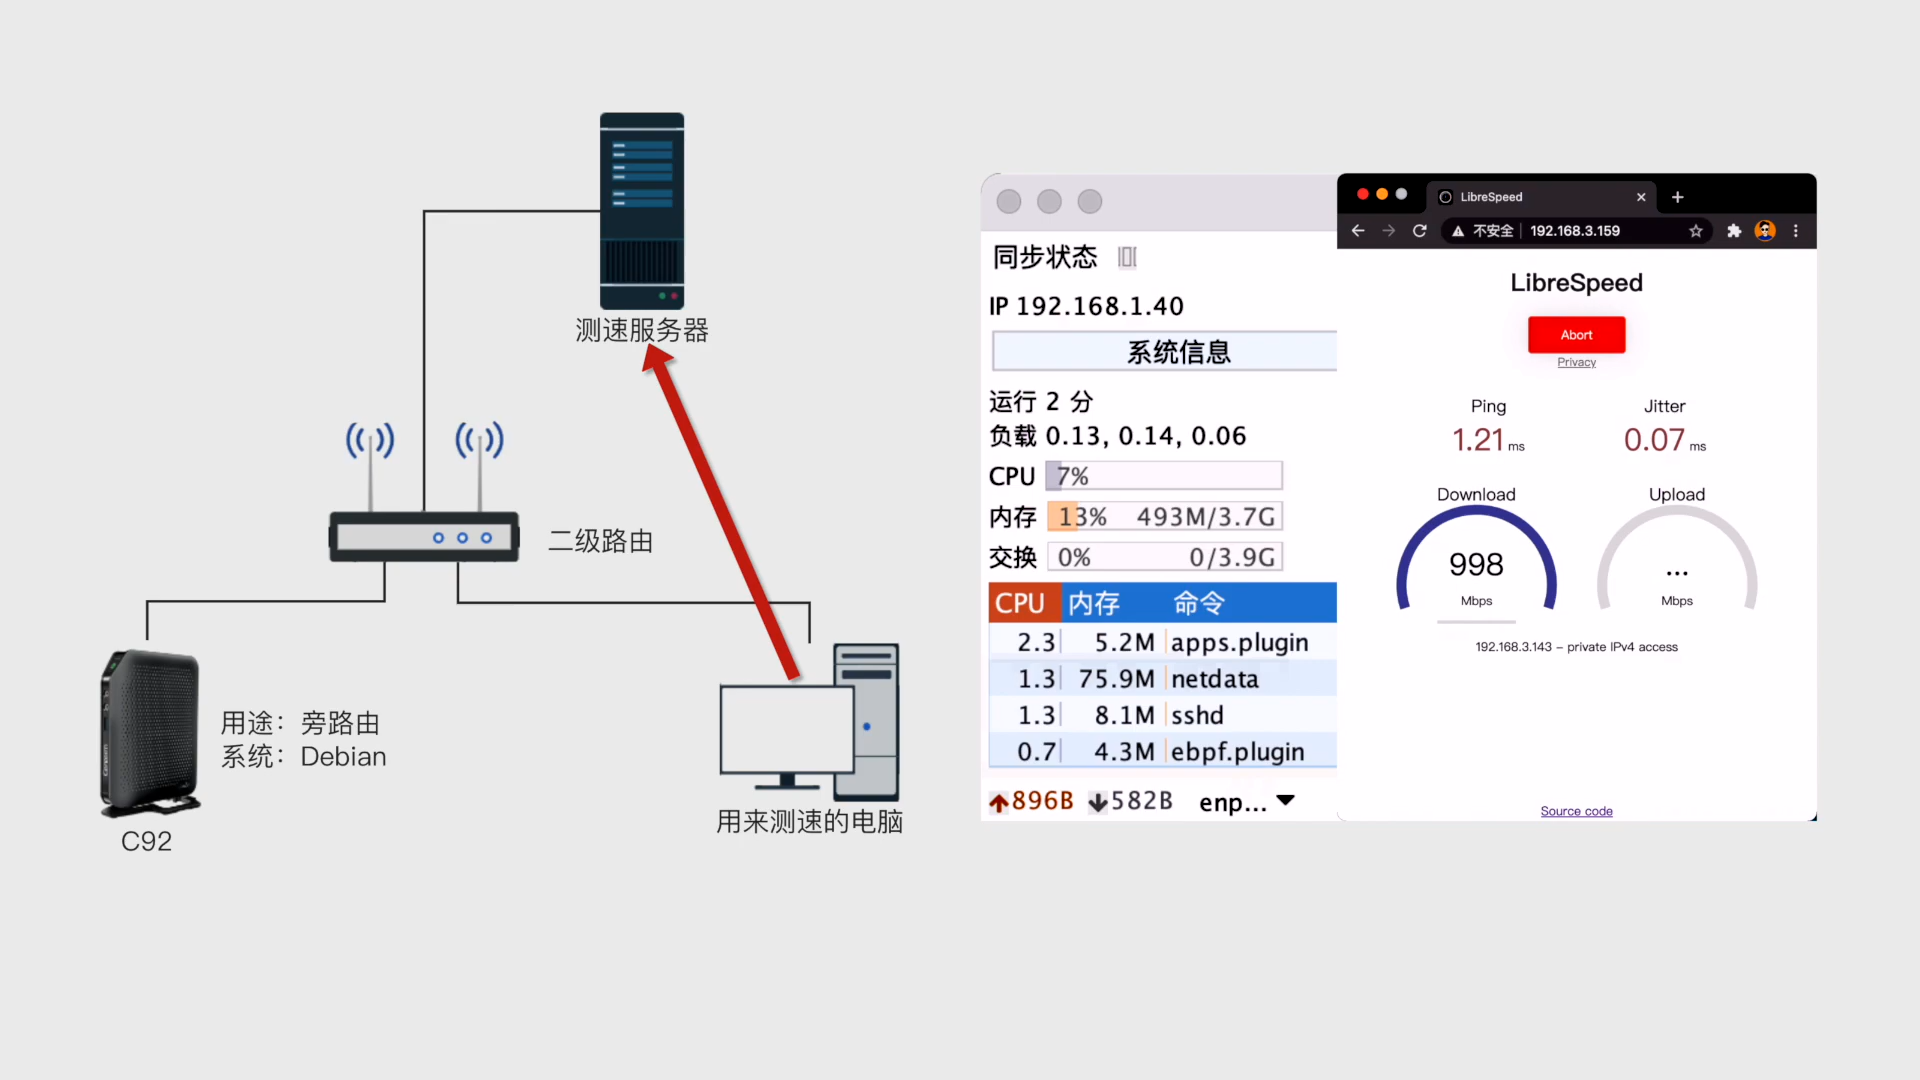 测速服务器
二级路由
用途：旁路由
系统：Debian
C92
用来测速的电脑
同步状态
IP 192.168.1.40
系统信息
运行 2 分
负载 0.13, 0.14, 0.06
CPU 7%
内存 13% 493M/3.7G
交换 0% 0/3.9G
CPU 内存 命令
2.3 5.2M apps.plugin
1.3 75.9M netdata
1.3 8.1M sshd
0.7 4.3M ebpf.plugin
896B 582B enp...
LibreSpeed
不安全 192.168.3.159
LibreSpeed
Abort
Privacy
Ping Jitter
1.21 ms 0.07 ms
Download Upload
998 ...
Mbps Mbps
192.168.3.143 – private IPv4 access
Source code